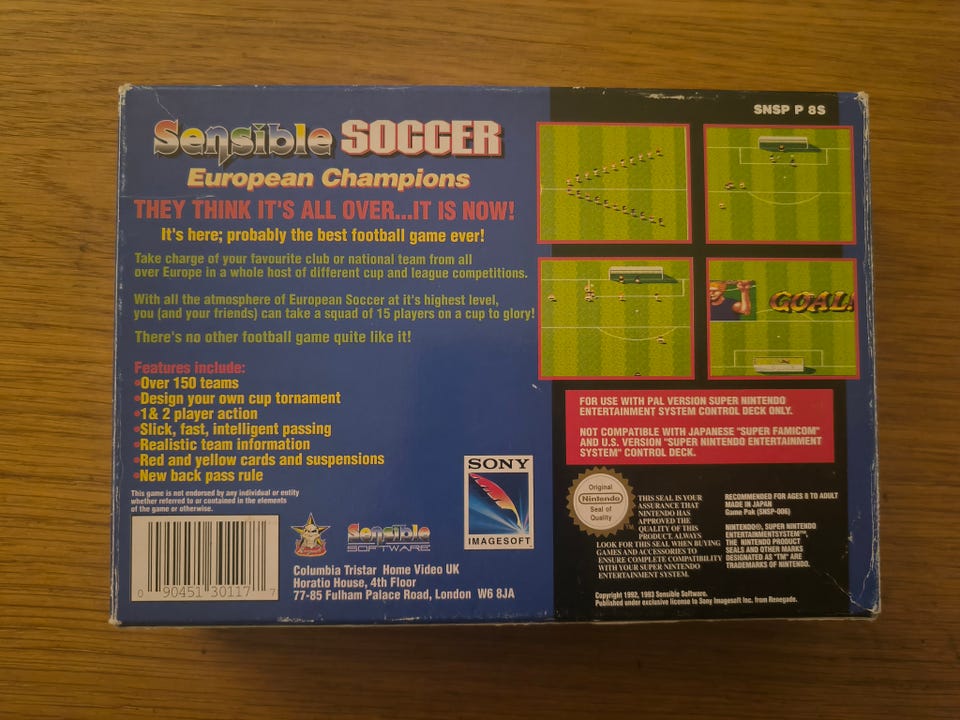 SNSP P 8S
Sensible SOCCER
European Champions
THEY THINK IT'S ALL OVER...IT IS NOW!
It's here; probably the best football game ever!
Take charge of your favourite club or national team from all
over Europe in a whole host of different cup and league competitions.
With all the atmosphere of European Soccer at it's highest level,
you (and your friends) can take a squad of 15 players on a cup to glory!
There's no other football game quite like it!
Features include:
•Over 150 teams
•Design your own cup tornament
•1& 2 player action
•Slick, fast, intelligent passing
•Realistic team information
•Red and yellow cards and suspensions
•New back pass rule
This game is not endorsed by any individual or entity
whether referred to or contained in the elements
of the game or otherwise.
0 90451 30117 7
Sensible
SOFTWARE
Columbia Tristar Home Video UK
Horatio House, 4th Floor
77-85 Fulham Palace Road, London W6 8JA
SONY
IMAGESOFT
GOAL!
FOR USE WITH PAL VERSION SUPER NINTENDO
ENTERTAINMENT SYSTEM CONTROL DECK ONLY.
NOT COMPATIBLE WITH JAPANESE "SUPER FAMICOM"
AND U.S. VERSION "SUPER NINTENDO ENTERTAINMENT
SYSTEM" CONTROL DECK.
Original
Nintendo
Seal of
Quality
TM
THIS SEAL IS YOUR
ASSURANCE THAT
NINTENDO HAS
APPROVED THE
QUALITY OF THIS
PRODUCT. ALWAYS
LOOK FOR THIS SEAL WHEN BUYING
GAMES AND ACCESSORIES TO
ENSURE COMPLETE COMPATIBILITY
WITH YOUR SUPER NINTENDO
ENTERTAINMENT SYSTEM.
RECOMMENDED FOR AGES 8 TO ADULT
MADE IN JAPAN
Game Pak (SNSP-006)
NINTENDO®, SUPER NINTENDO
ENTERTAINMENTSYSTEM™,
THE NINTENDO PRODUCT
SEALS AND OTHER MARKS
DESIGNATED AS "TM" ARE
TRADEMARKS OF NINTENDO.
Copyright 1992, 1993 Sensible Software.
Published under exclusive license to Sony Imagesoft Inc. from Renegade.